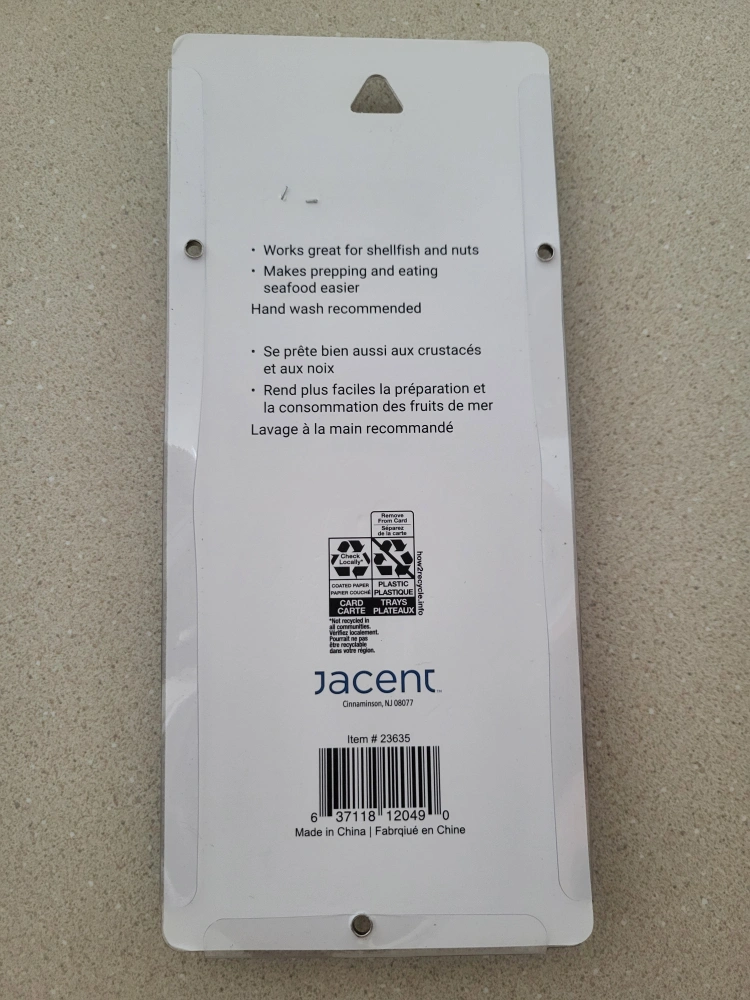 • Works great for shellfish and nuts
• Makes prepping and eating
seafood easier
Hand wash recommended
• Se prête bien aussi aux crustacés
et aux noix
• Rend plus faciles la préparation et
la consommation des fruits de mer
Lavage à la main recommandé
Remove
From Card
Séparez
de la carte
Check
Locally*
COATED PAPER
PAPIER COUCHÉ
CARD
CARTE
PLASTIC
PLASTIQUE
TRAYS
PLATEAUX
how2recycle.info
*Not recycled in
all communities.
Vérifiez localement.
Pourrait ne pas
être recyclable
dans votre région.
Jacent™
Cinnaminson, NJ 08077
Item # 23635
6 37118 12049 0
Made in China | Fabrqiué en Chine